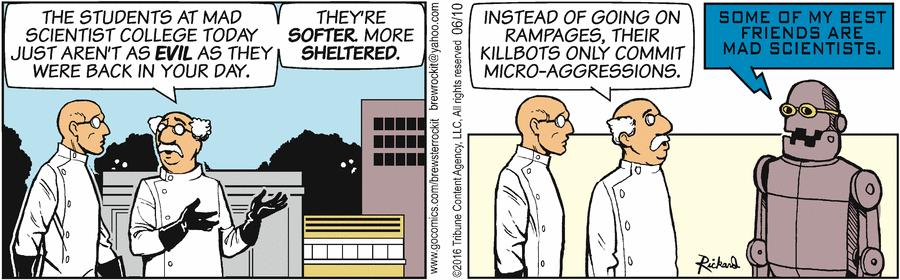 THE STUDENTS AT MAD
SCIENTIST COLLEGE TODAY
JUST AREN'T AS EVIL AS THEY
WERE BACK IN YOUR DAY.
THEY'RE
SOFTER. MORE
SHELTERED.
www.gocomics.com/brewsterrockit brewrockit@yahoo.com
©2016 Tribune Content Agency, LLC, All rights reserved 06/10
INSTEAD OF GOING ON
RAMPAGES, THEIR
KILLBOTS ONLY COMMIT
MICRO-AGGRESSIONS.
SOME OF MY BEST
FRIENDS ARE
MAD SCIENTISTS.
Rickard